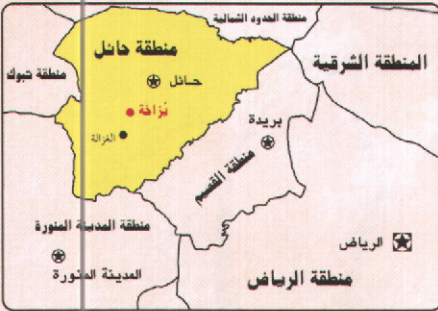 منطقة الحدود الشمالية
منطقة حائل
المنطقة الشرقية
منطقة تبوك
حائل
نزاخة
بريدة
الغزالة
منطقة القصيم
منطقة المدينة المنورة
الرياض
المدينة المنورة
منطقة الرياض